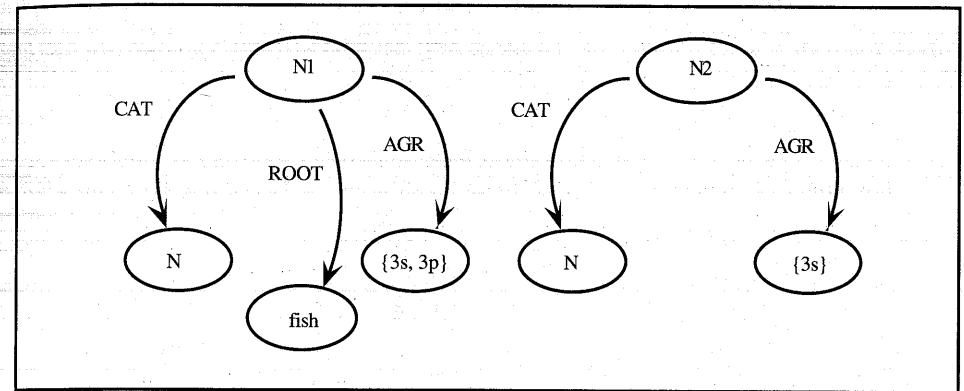 N1
N2
CAT
CAT
AGR
AGR
ROOT
N
{3s, 3p}
N
{3s}
fish